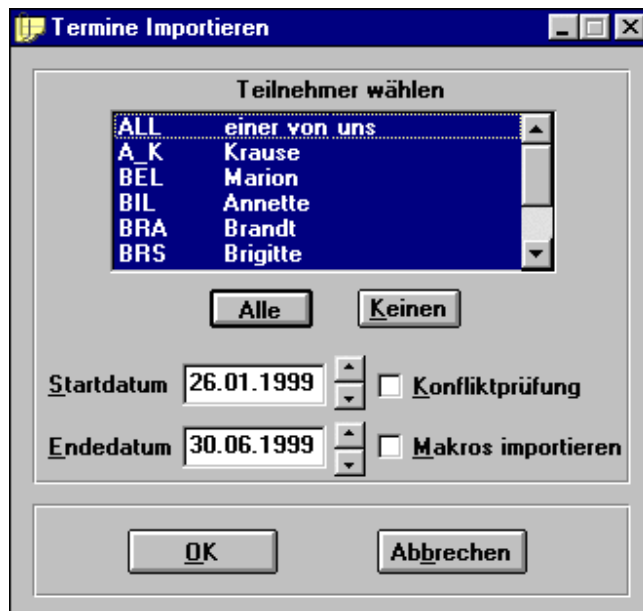 Termine Importieren
Teilnehmer wählen
ALL einer von uns
A_K Krause
BEL Marion
BIL Annette
BRA Brandt
BRS Brigitte
Alle Keinen
Startdatum 26.01.1999 Konfliktprüfung
Endedatum 30.06.1999 Makros importieren
OK Abbrechen